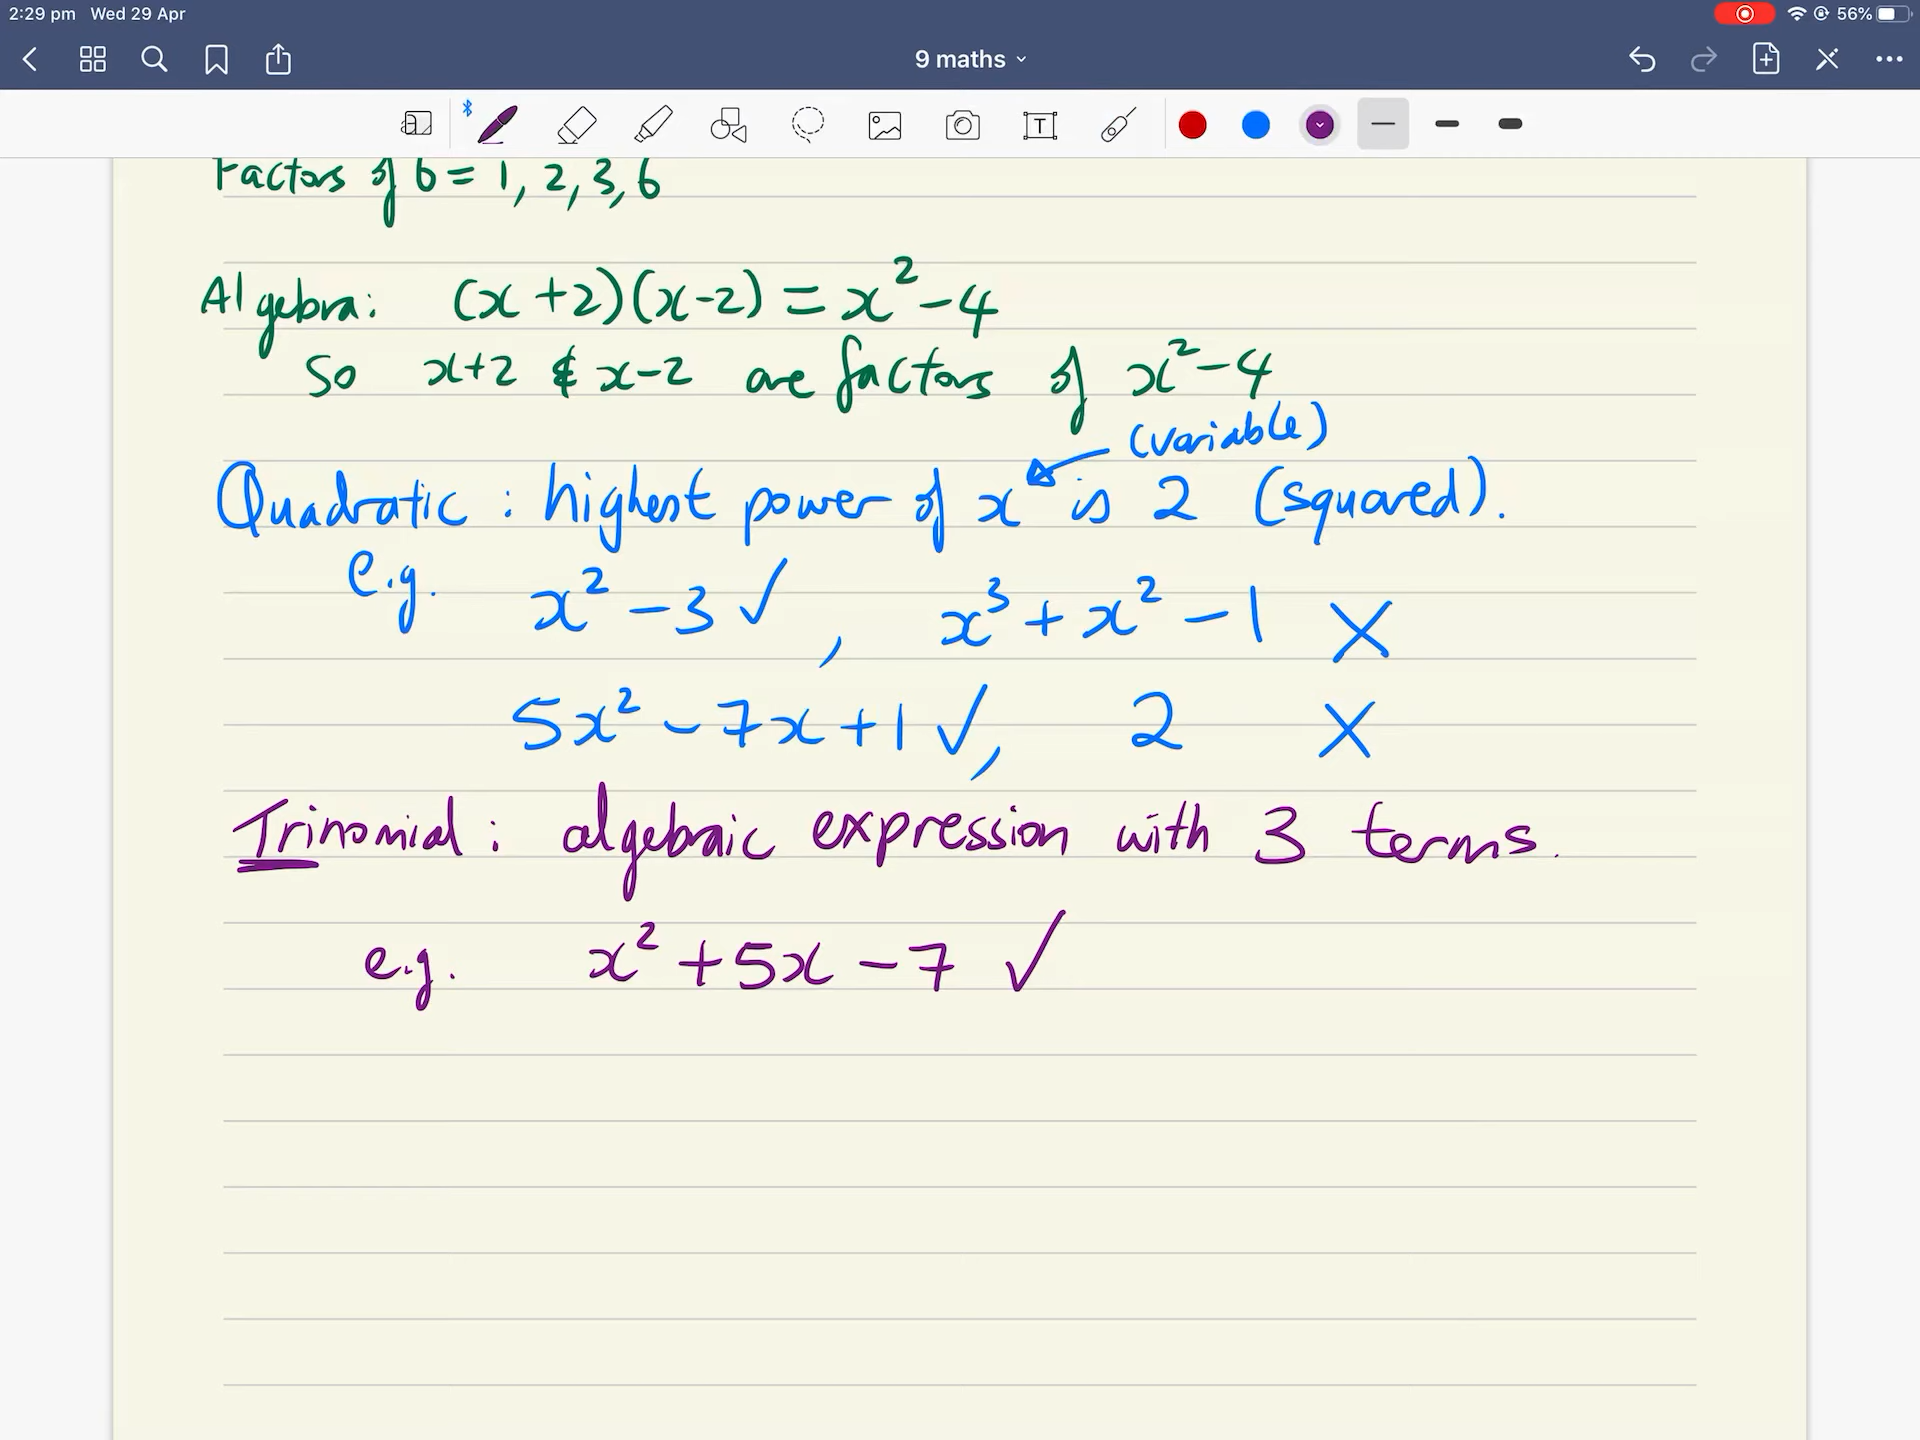 2:29 pm Wed 29 Apr 56%
9 maths
Factors of 6 = 1, 2, 3, 6
Algebra: (x+2)(x-2) = x² - 4
So x+2 & x-2 are factors of x² - 4
(variable)
Quadratic : highest power of x is 2 (squared).
e.g. x² - 3 ✓, x³ + x² - 1 X
5x² - 7x + 1 ✓, 2 X
Trinomial : algebraic expression with 3 terms.
e.g. x² + 5x - 7 ✓